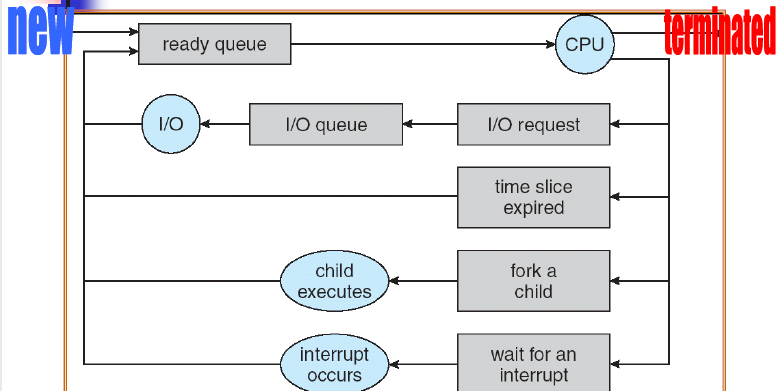 new
ready queue
CPU
terminated
I/O
I/O queue
I/O request
time slice
expired
child
executes
fork a
child
interrupt
occurs
wait for an
interrupt